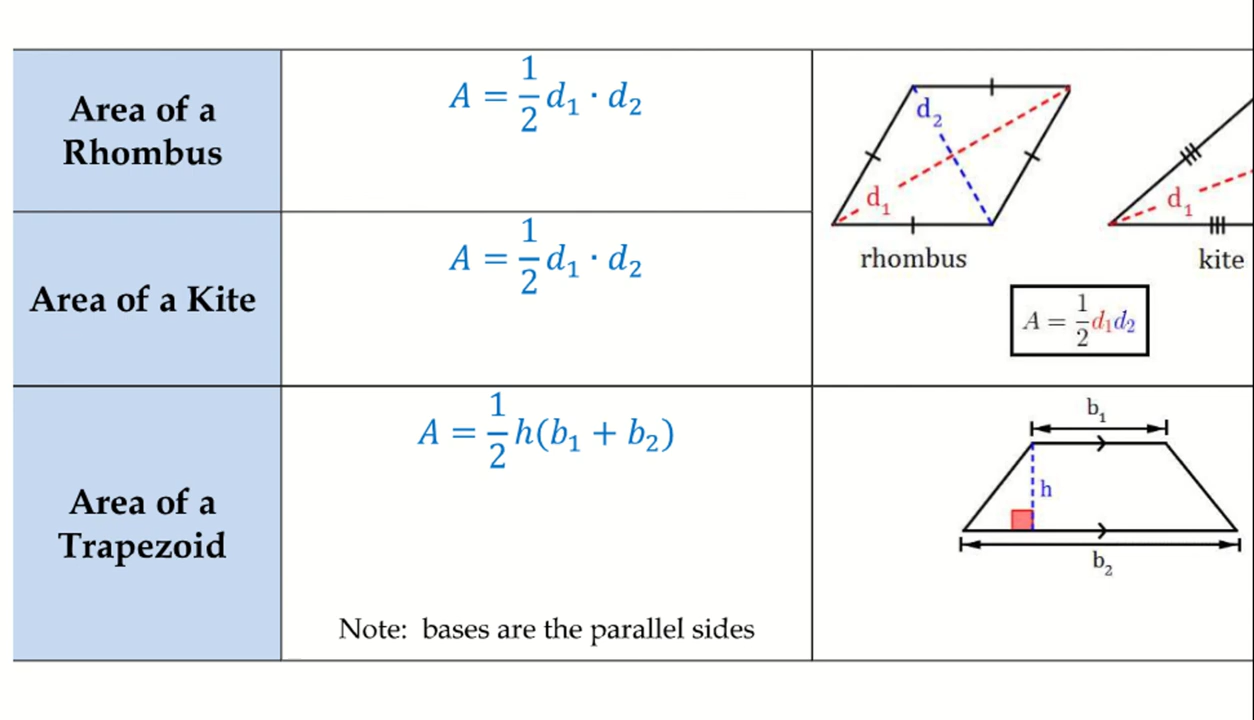 Area of a
Rhombus
A = 1/2 d₁ · d₂
d₂
d₁
rhombus
d₁
kite
Area of a Kite
A = 1/2 d₁ · d₂
A = 1/2 d₁d₂
Area of a
Trapezoid
A = 1/2 h(b₁ + b₂)
Note: bases are the parallel sides
b₁
h
b₂